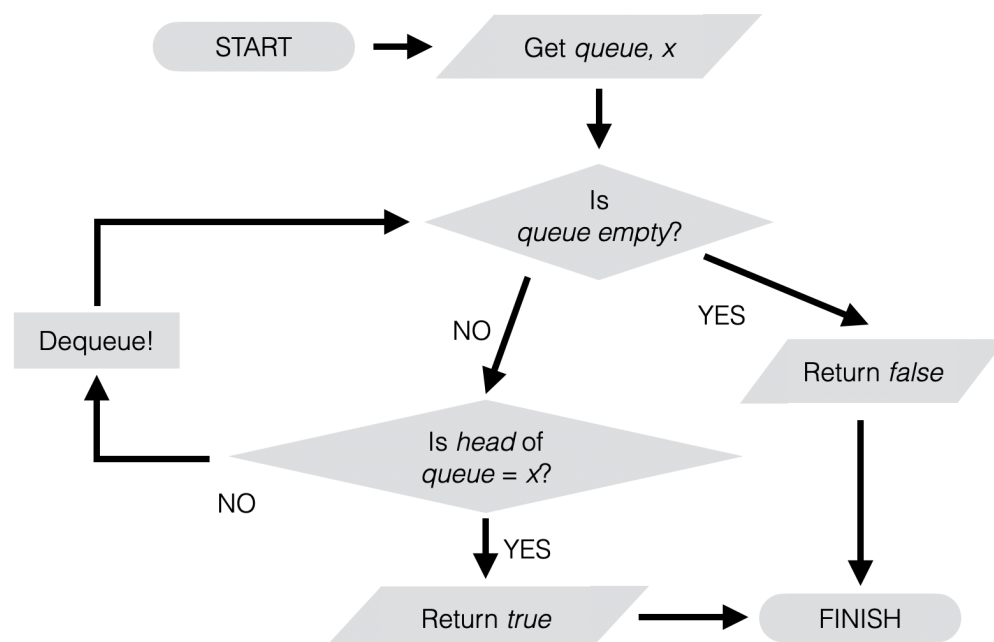 START
Get queue, x
Is
queue empty?
NO
YES
Dequeue!
Return false
Is head of
queue = x?
NO
YES
Return true
FINISH